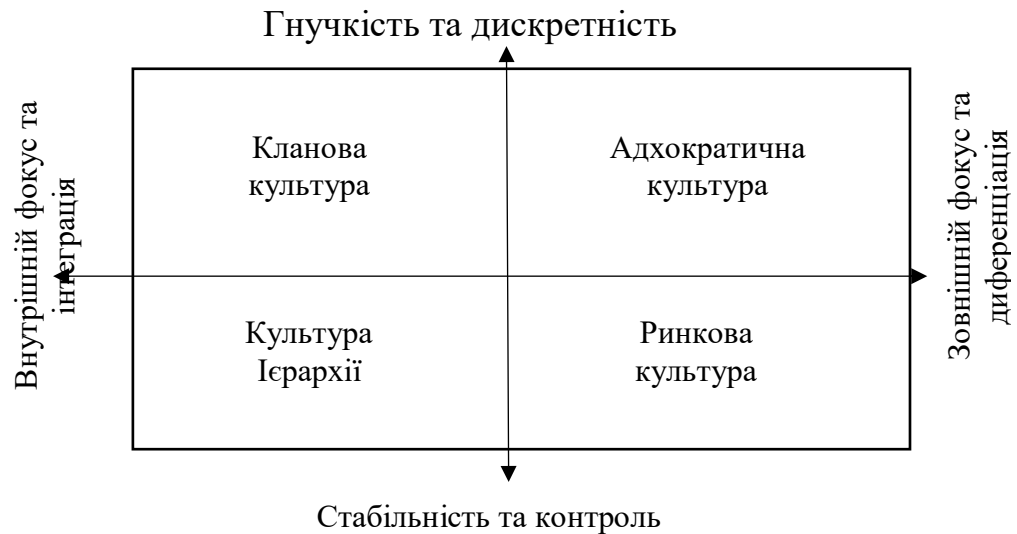 Гнучкість та дискретність
Внутрішній фокус та
інтеграція
Кланова
культура
Адхократична
культура
Зовнішній фокус та
диференціація
Культура
Ієрархії
Ринкова
культура
Стабільність та контроль